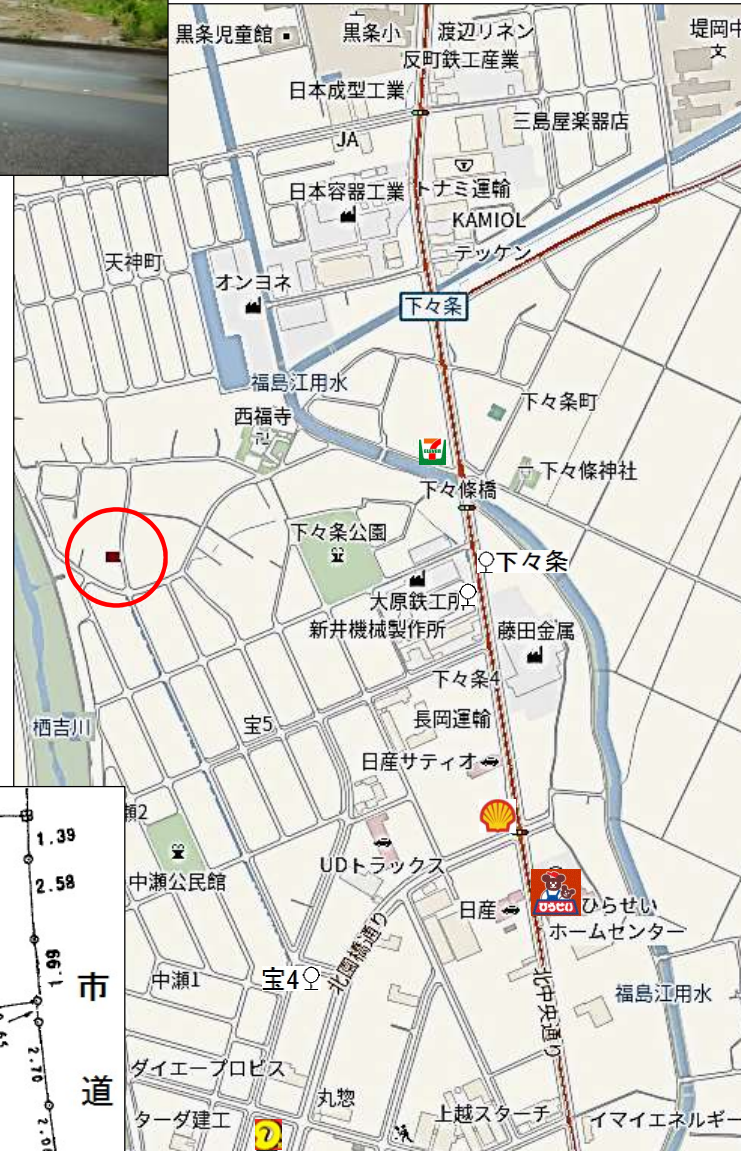 黒条児童館
黒条小
渡辺リネン
堤岡中
文
反町鉄工産業
日本成型工業
三島屋楽器店
JA
日本容器工業
トナミ運輸
KAMIOL
テッケン
天神町
オンヨネ
下々条
福島江用水
西福寺
下々条町
7
ELEVEN
下々條神社
下々條橋
下々条公園
下々条
大原鉄工所
新井機械製作所
藤田金属
下々条4
長岡運輸
栖吉川
宝5
日産サティオ
1.39
2.58
1.99
2.70
市
道
中瀬公民館
UDトラックス
日産
ひらせい
ひらせい
ホームセンター
北園橋通り
中瀬1
宝4
北中央通り
福島江用水
ダイエープロビス
丸惣
ターダ建工
上越スターチ
イマイエネルギー